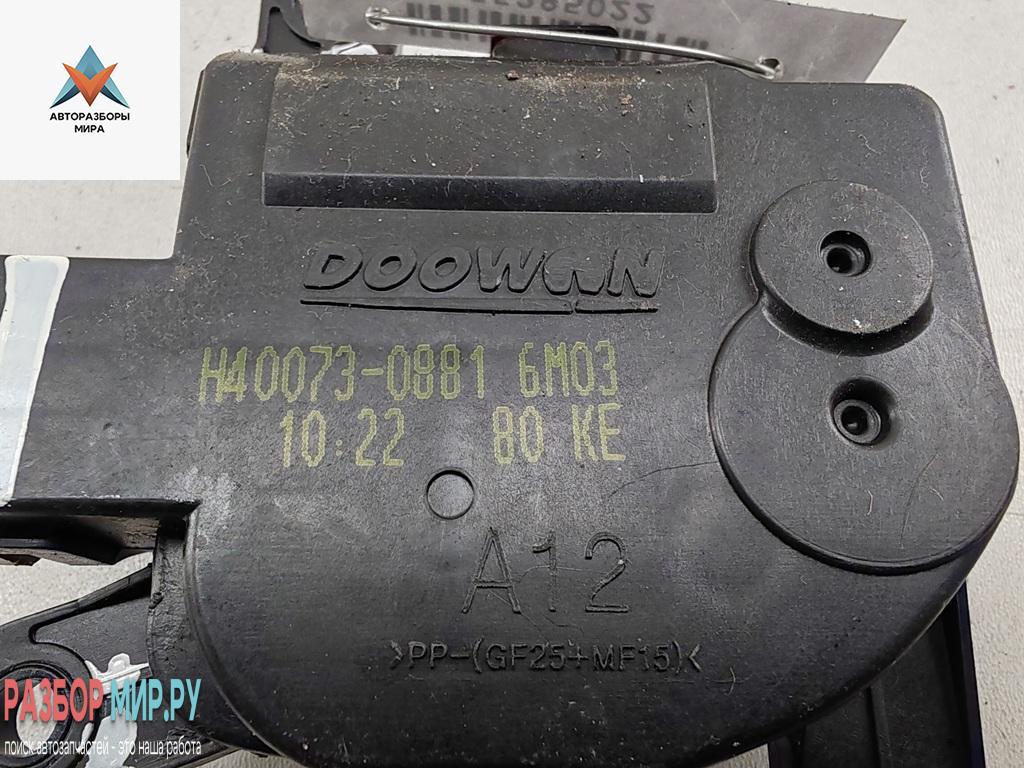 АВТОРАЗБОРЫ
МИРА
DOOWON
H40073-0881 6M03
10:22 80 KE
A12
>PP-(GF25+MF15)<
РАЗБОР МИР.РУ
поиск автозапчастей - это наша работа